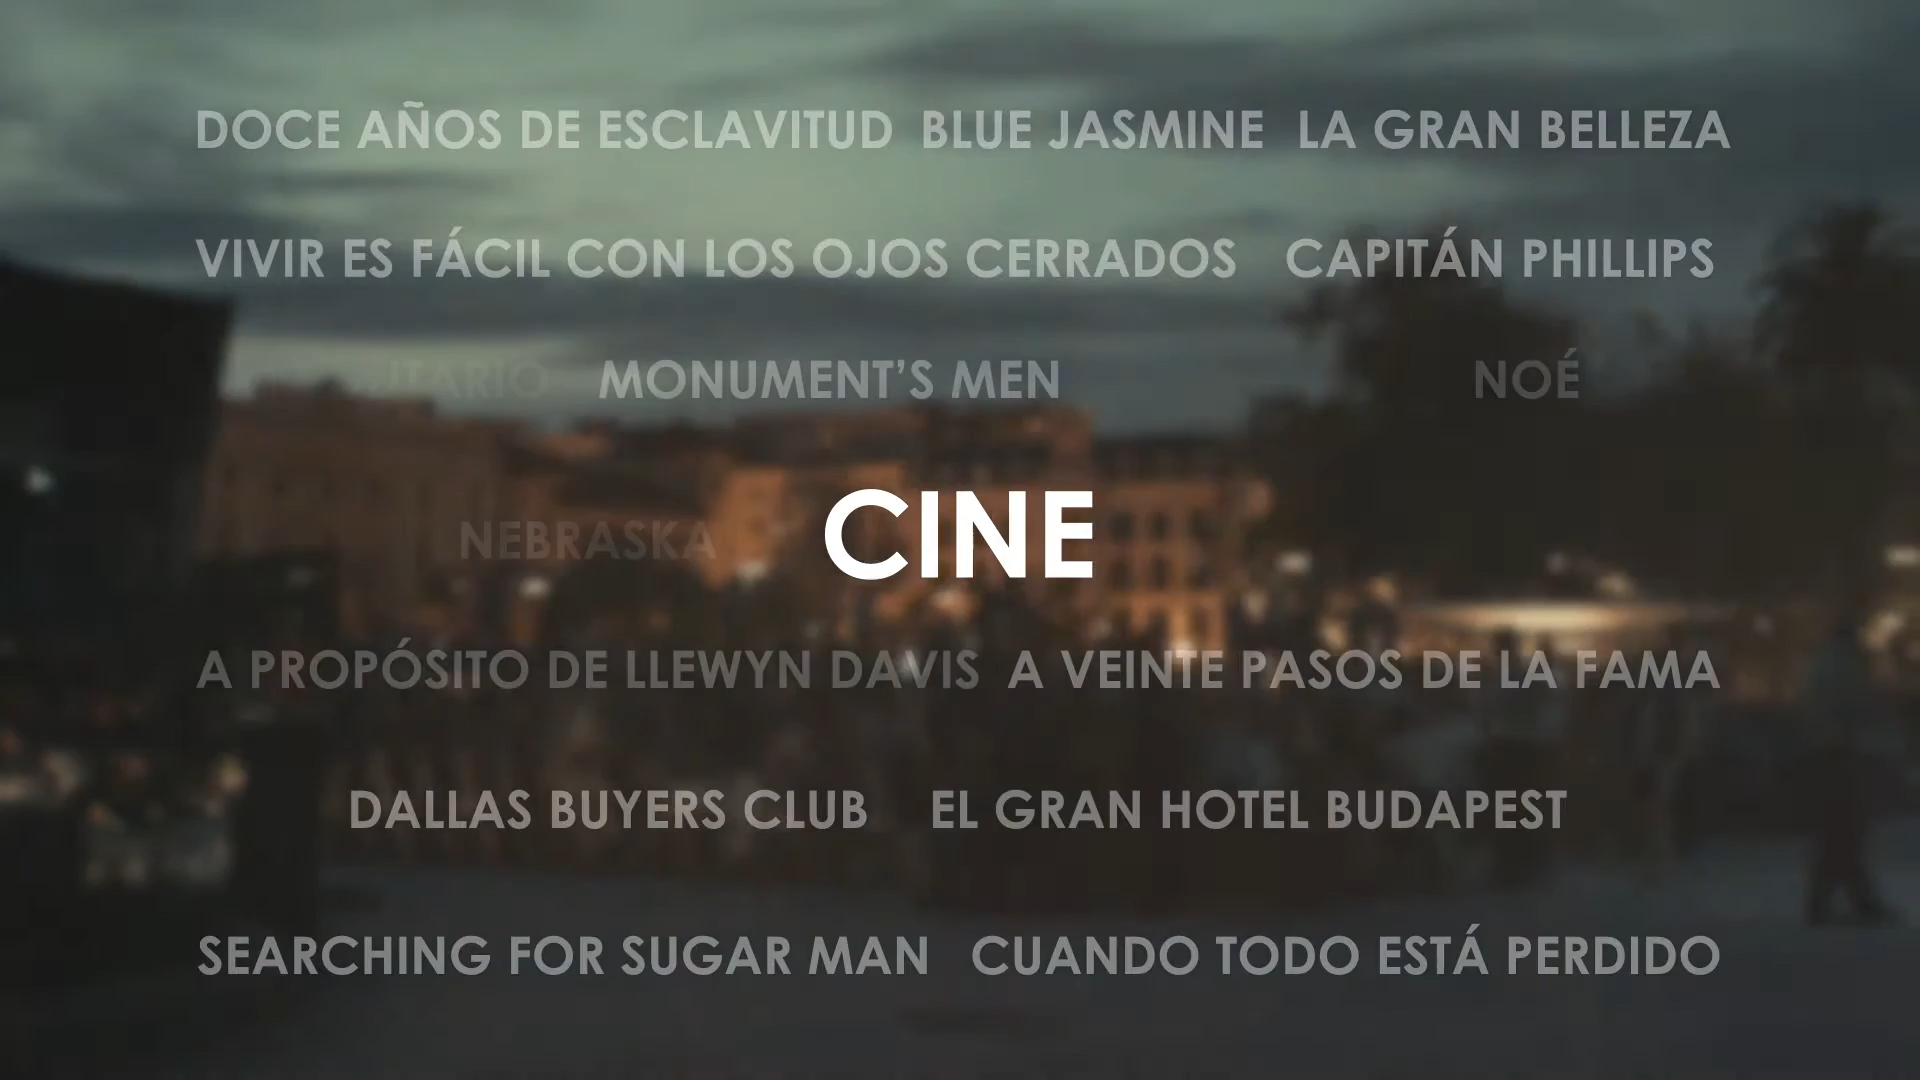 DOCE AÑOS DE ESCLAVITUD BLUE JASMINE LA GRAN BELLEZA
VIVIR ES FÁCIL CON LOS OJOS CERRADOS CAPITÁN PHILLIPS
MONUMENT’S MEN NOÉ
NEBRASKA CINE
A PROPÓSITO DE LLEWYN DAVIS A VEINTE PASOS DE LA FAMA
DALLAS BUYERS CLUB EL GRAN HOTEL BUDAPEST
SEARCHING FOR SUGAR MAN CUANDO TODO ESTÁ PERDIDO